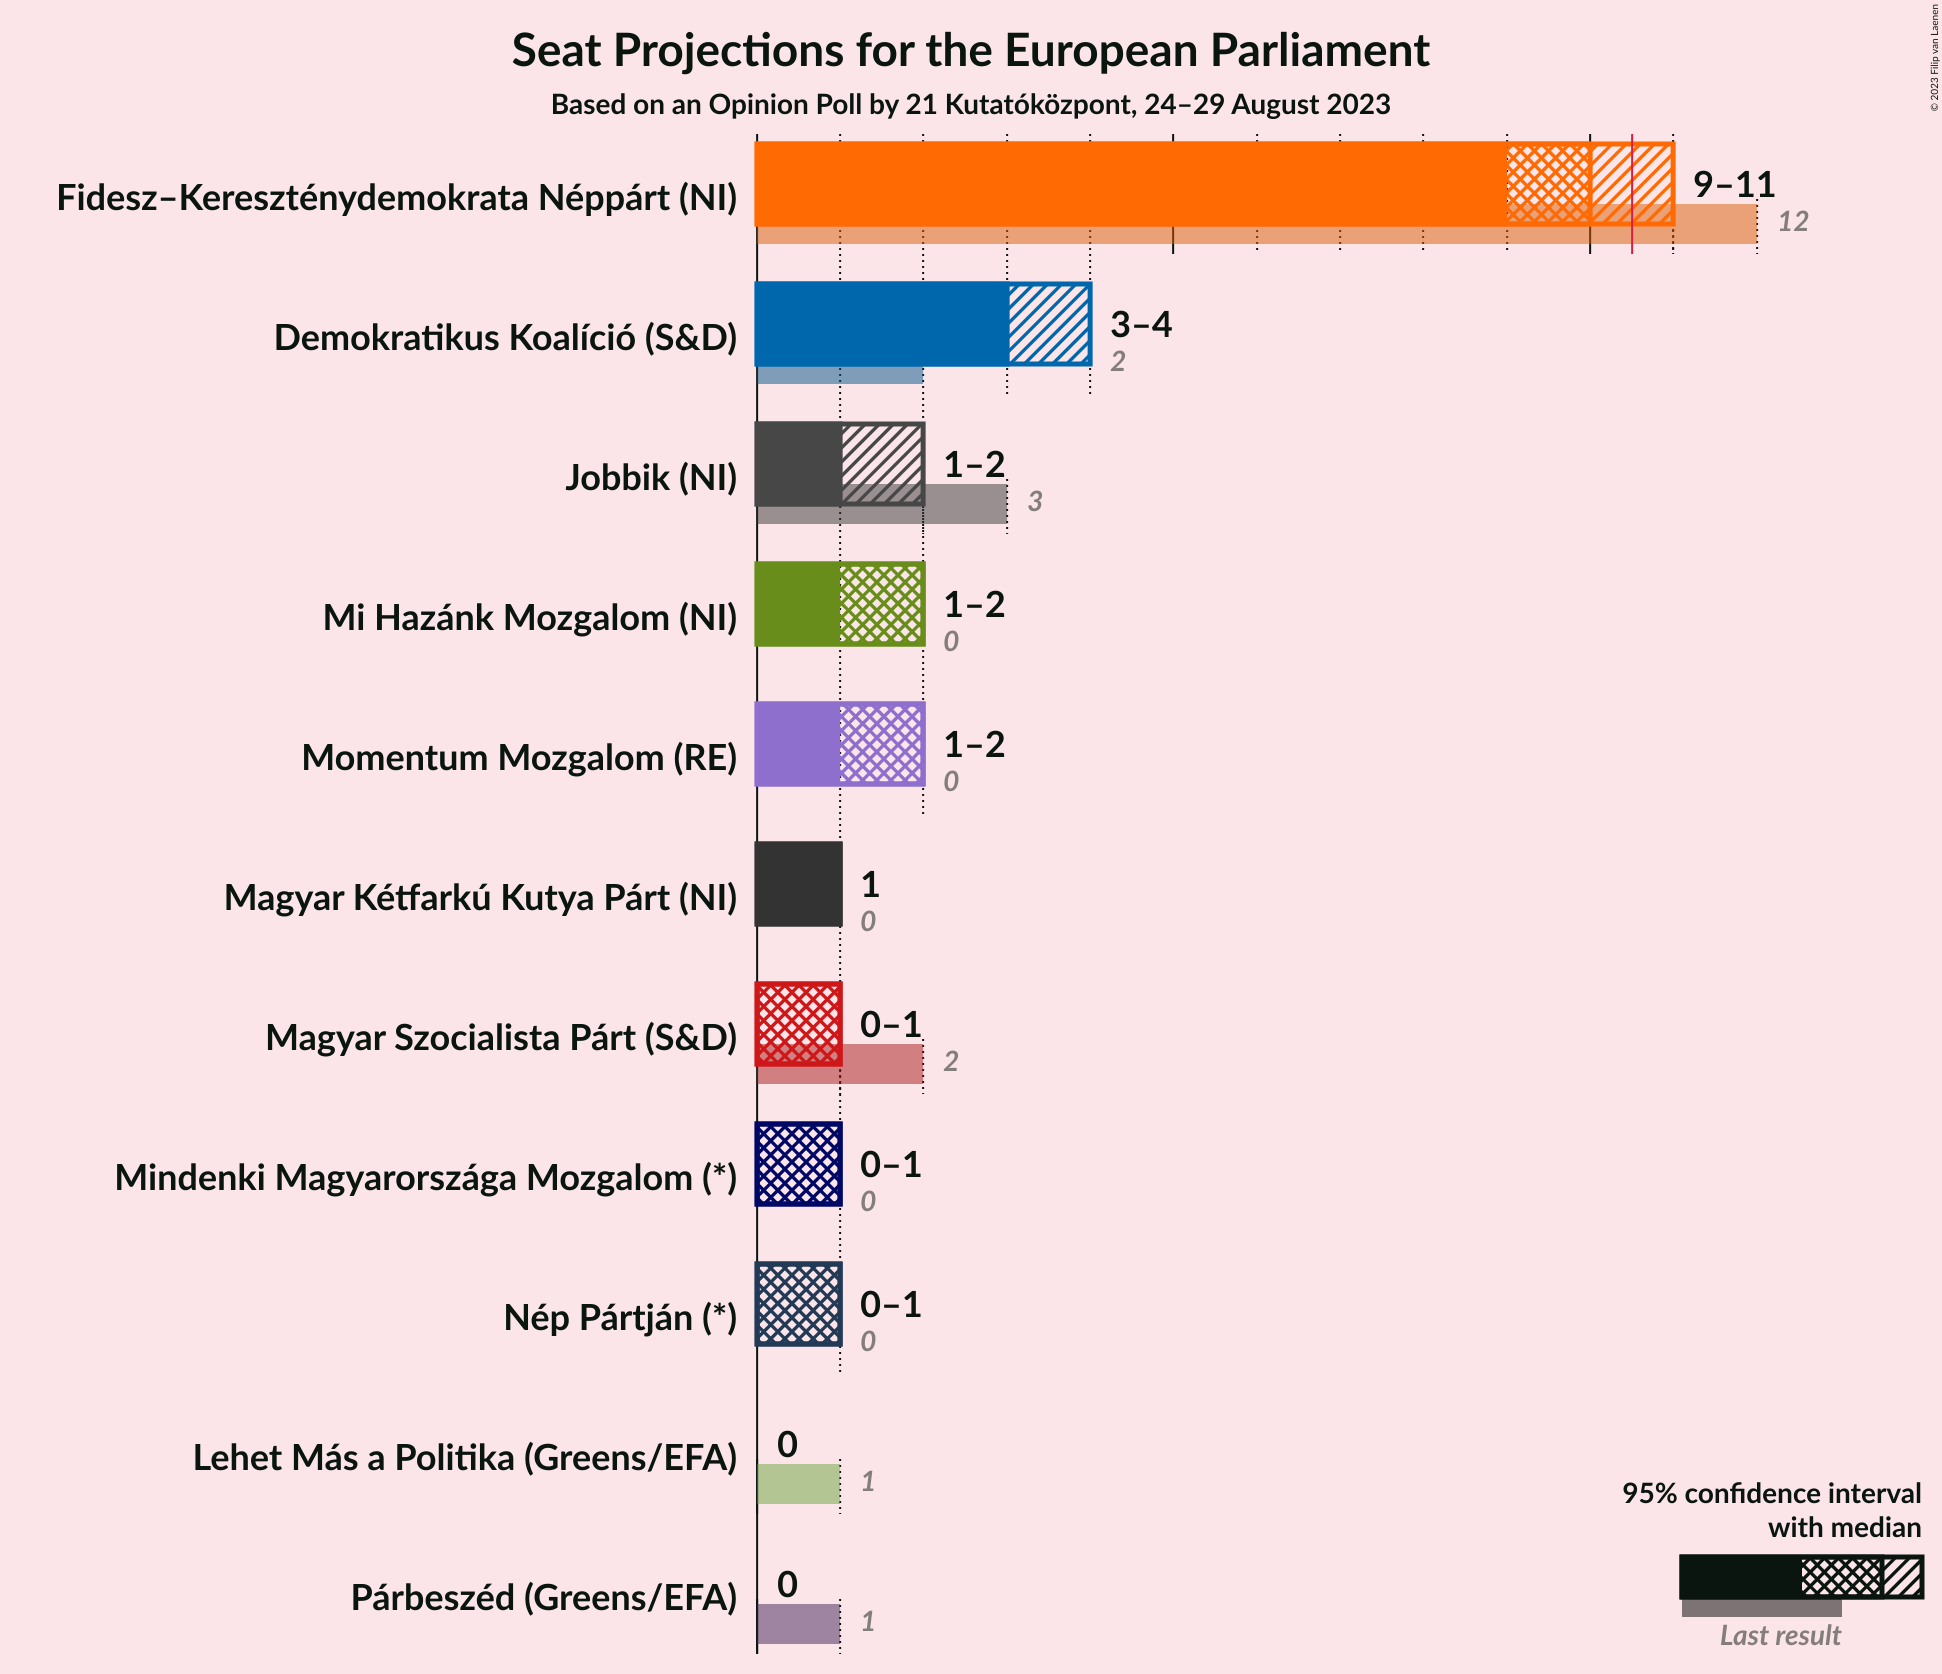 Seat Projections for the European Parliament
Based on an Opinion Poll by 21 Kutatóközpont, 24–29 August 2023
© 2023 Filip van Laenen
Fidesz–Kereszténydemokrata Néppárt (NI)
9–11
12
Demokratikus Koalíció (S&D)
3–4
2
Jobbik (NI)
1–2
3
Mi Hazánk Mozgalom (NI)
1–2
0
Momentum Mozgalom (RE)
1–2
0
Magyar Kétfarkú Kutya Párt (NI)
1
0
Magyar Szocialista Párt (S&D)
0–1
2
Mindenki Magyarországa Mozgalom (*)
0–1
0
Nép Pártján (*)
0–1
0
Lehet Más a Politika (Greens/EFA)
0
1
Párbeszéd (Greens/EFA)
0
1
95% confidence interval
with median
Last result